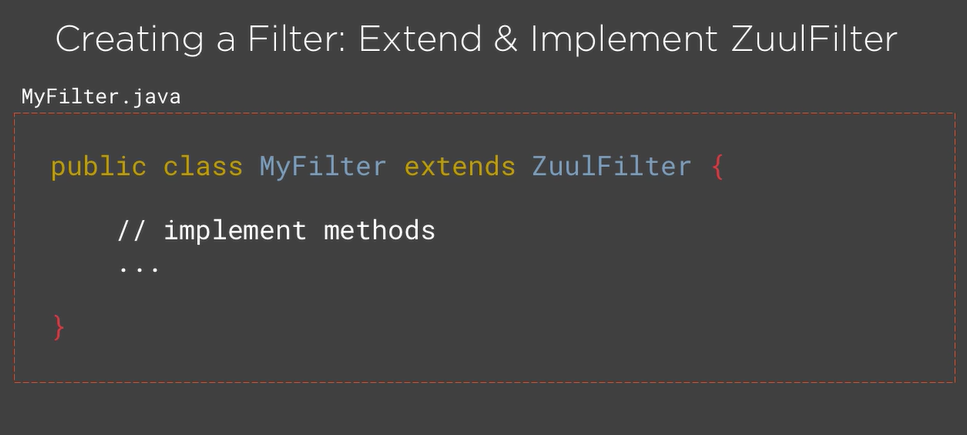 Creating a Filter: Extend & Implement ZuulFilter
MyFilter.java
public class MyFilter extends ZuulFilter {
// implement methods
...
}